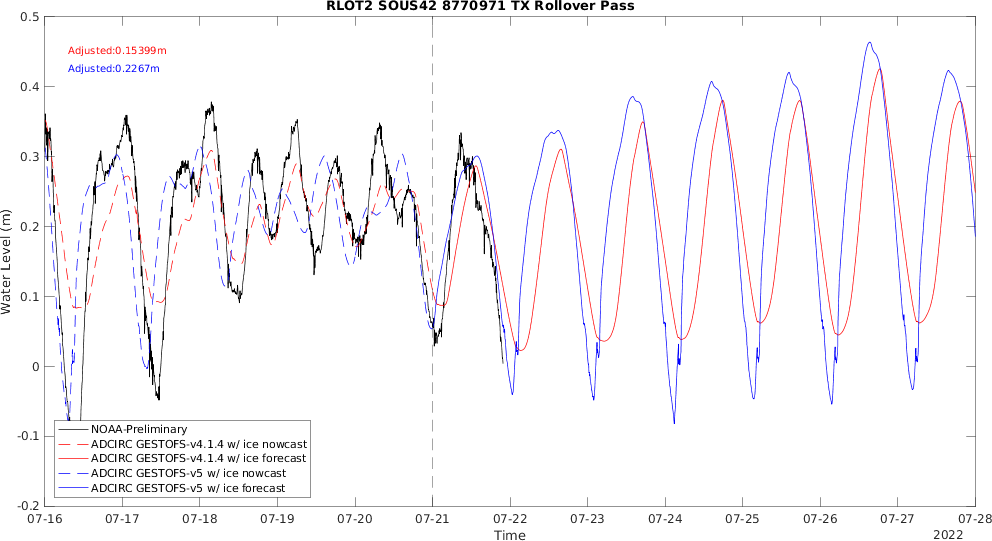 RLOT2 SOUS42 8770971 TX Rollover Pass
Adjusted:0.15399m
Adjusted:0.2267m
0.5
0.4
0.3
0.2
0.1
0
-0.1
-0.2
Water Level (m)
NOAA-Preliminary
ADCIRC GESTOFS-v4.1.4 w/ ice nowcast
ADCIRC GESTOFS-v4.1.4 w/ ice forecast
ADCIRC GESTOFS-v5 w/ ice nowcast
ADCIRC GESTOFS-v5 w/ ice forecast
07-16 07-17 07-18 07-19 07-20 07-21 07-22 07-23 07-24 07-25 07-26 07-27 07-28
Time
2022